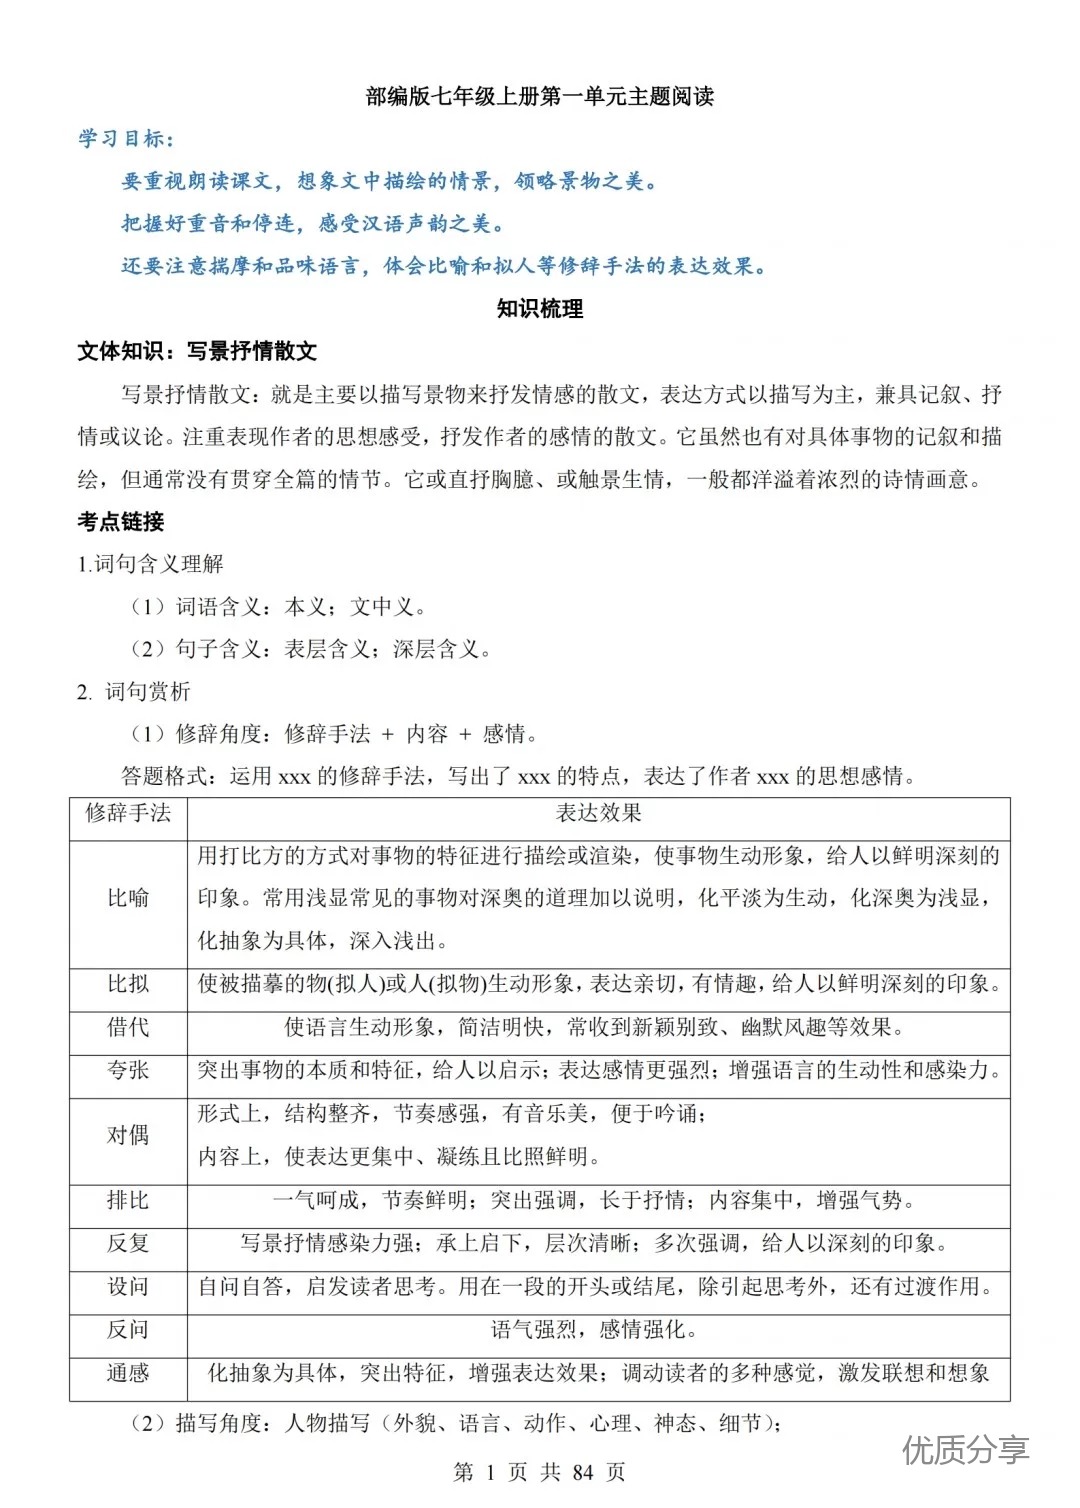 部编版七年级上册第一单元主题阅读
学习目标：
要重视朗读课文，想象文中描绘的情景，领略景物之美。
把握好重音和停连，感受汉语声韵之美。
还要注意揣摩和品味语言，体会比喻和拟人等修辞手法的表达效果。
知识梳理
文体知识：写景抒情散文
写景抒情散文：就是主要以描写景物来抒发情感的散文，表达方式以描写为主，兼具记叙、抒
情或议论。注重表现作者的思想感受，抒发作者的感情的散文。它虽然也有对具体事物的记叙和描
绘，但通常没有贯穿全篇的情节。它或直抒胸臆、或触景生情，一般都洋溢着浓烈的诗情画意。
考点链接
1.词句含义理解
（1）词语含义：本义；文中义。
（2）句子含义：表层含义；深层含义。
2. 词句赏析
（1）修辞角度：修辞手法 + 内容 + 感情。
答题格式：运用 xxx 的修辞手法，写出了 xxx 的特点，表达了作者 xxx 的思想感情。
修辞手法 表达效果
用打比方的方式对事物的特征进行描绘或渲染，使事物生动形象，给人以鲜明深刻的
比喻 印象。常用浅显常见的事物对深奥的道理加以说明，化平淡为生动，化深奥为浅显，
化抽象为具体，深入浅出。
比拟 使被描摹的物(拟人)或人(拟物)生动形象，表达亲切，有情趣，给人以鲜明深刻的印象。
借代 使语言生动形象，简洁明快，常收到新颖别致、幽默风趣等效果。
夸张 突出事物的本质和特征，给人以启示；表达感情更强烈；增强语言的生动性和感染力。
对偶 形式上，结构整齐，节奏感强，有音乐美，便于吟诵；
内容上，使表达更集中、凝练且比照鲜明。
排比 一气呵成，节奏鲜明；突出强调，长于抒情；内容集中，增强气势。
反复 写景抒情感染力强；承上启下，层次清晰；多次强调，给人以深刻的印象。
设问 自问自答，启发读者思考。用在一段的开头或结尾，除引起思考外，还有过渡作用。
反问 语气强烈，感情强化。
通感 化抽象为具体，突出特征，增强表达效果；调动读者的多种感觉，激发联想和想象
（2）描写角度：人物描写（外貌、语言、动作、心理、神态、细节）；
优质分享
第 1 页 共 84 页